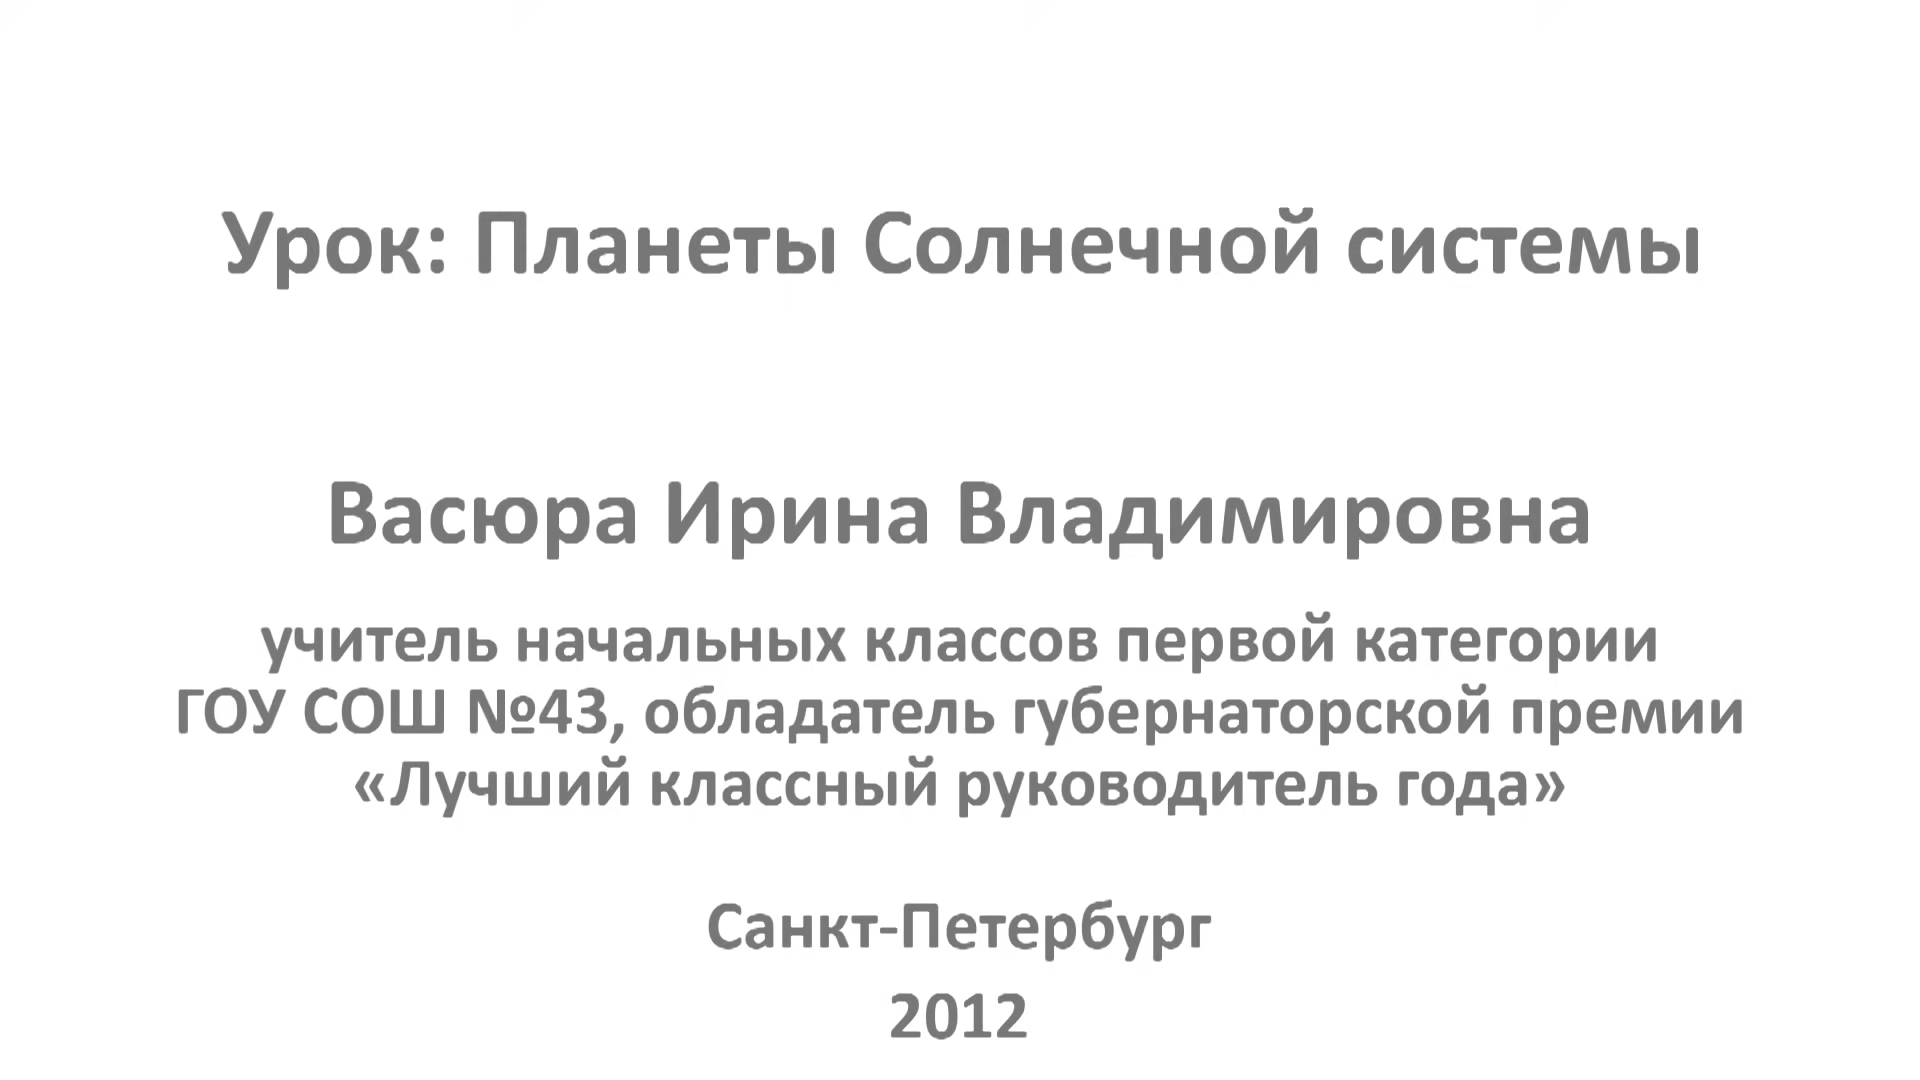 Урок: Планеты Солнечной системы
Васюра Ирина Владимировна
учитель начальных классов первой категории
ГОУ СОШ №43, обладатель губернаторской премии
«Лучший классный руководитель года»
Санкт-Петербург
2012